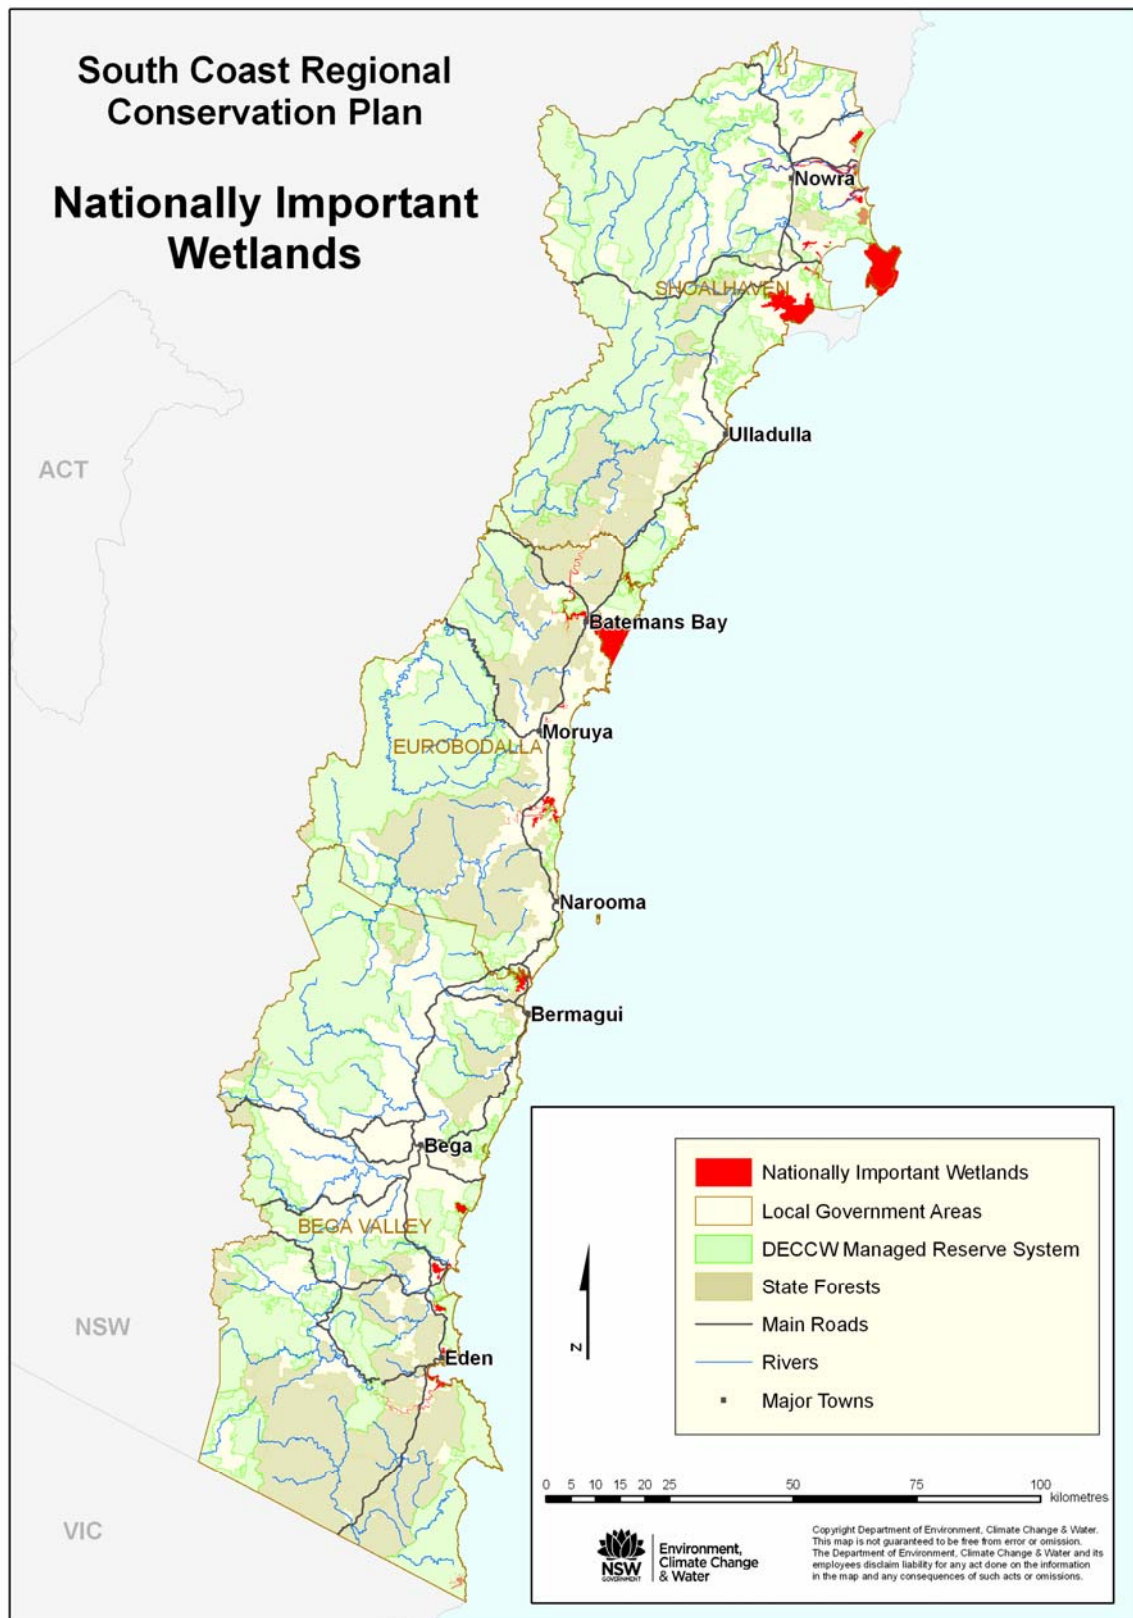 South Coast Regional
Conservation Plan
Nationally Important
Wetlands
Nowra
SHOALHAVEN
Ulladulla
ACT
Batemans Bay
Moruya
EUROBODALLA
Narooma
Bermagui
Bega
BEGA VALLEY
NSW
Eden
VIC
Nationally Important Wetlands
Local Government Areas
DECCW Managed Reserve System
State Forests
Main Roads
Rivers
Major Towns
N
0 5 10 15 20 25 50 75 100
kilometres
NSW
GOVERNMENT
Environment,
Climate Change
& Water
Copyright Department of Environment, Climate Change & Water.
This map is not guaranteed to be free from error or omission.
The Department of Environment, Climate Change & Water and its
employees disclaim liability for any act done on the information
in the map and any consequences of such acts or omissions.